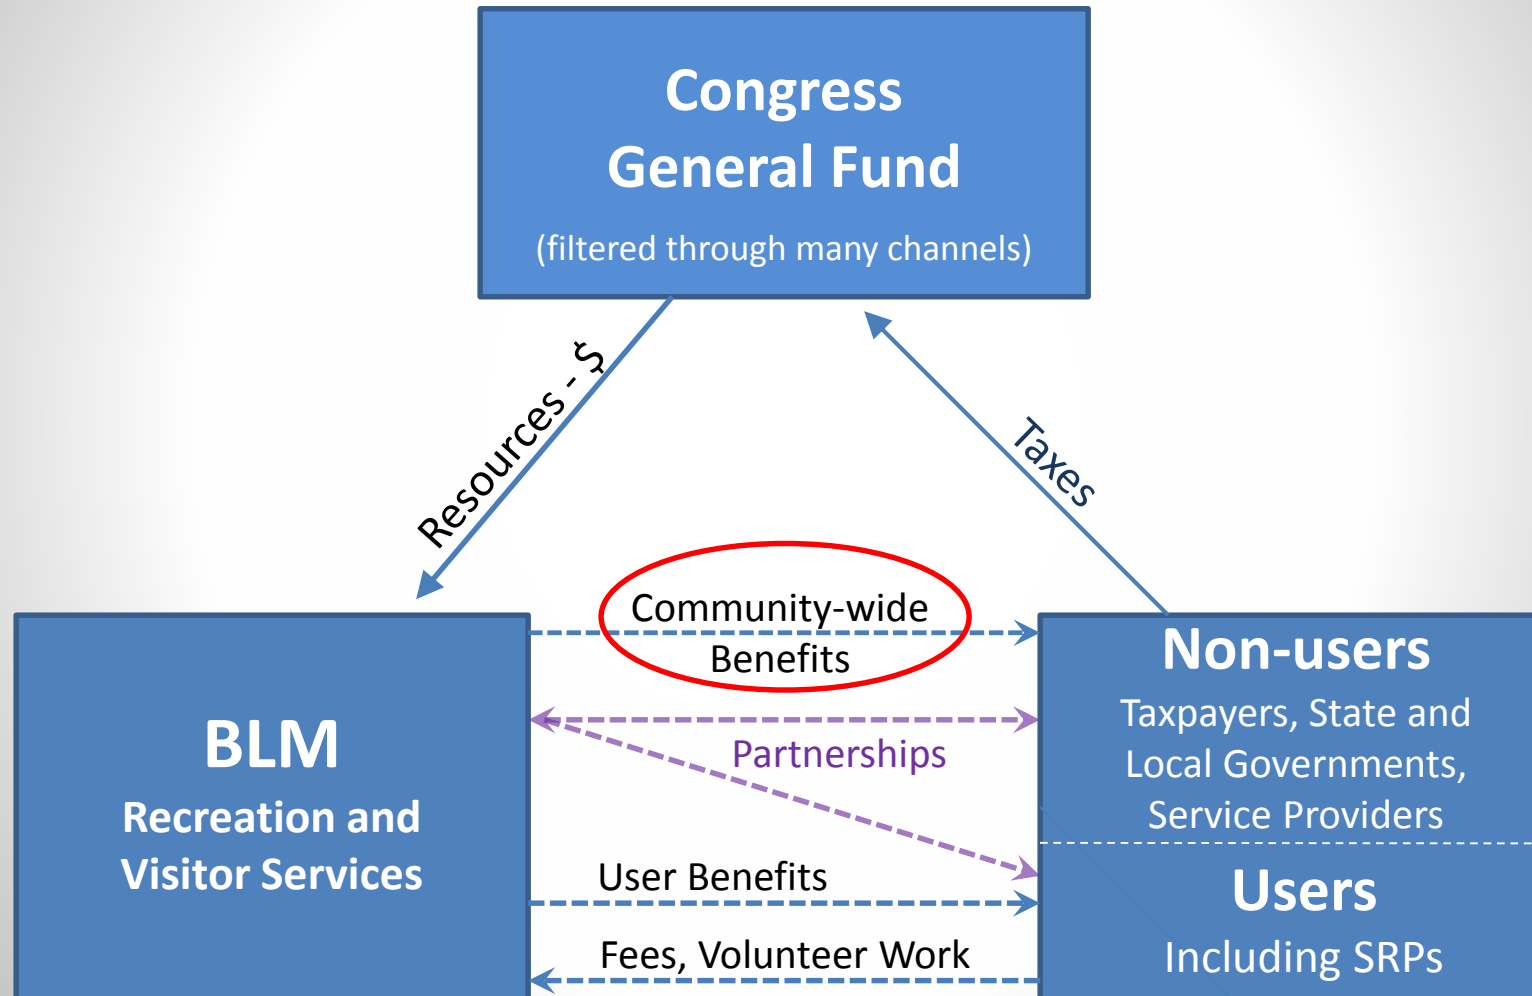 Congress
General Fund
(filtered through many channels)
Resources - $
Taxes
Community-wide
Benefits
Partnerships
User Benefits
Fees, Volunteer Work
BLM
Recreation and
Visitor Services
Non-users
Taxpayers, State and
Local Governments,
Service Providers
Users
Including SRPs